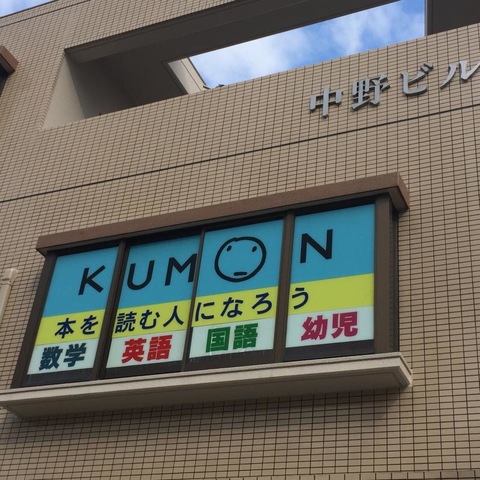 中野ビル
KUMON
本を読む人になろう
数学 英語 国語 幼児